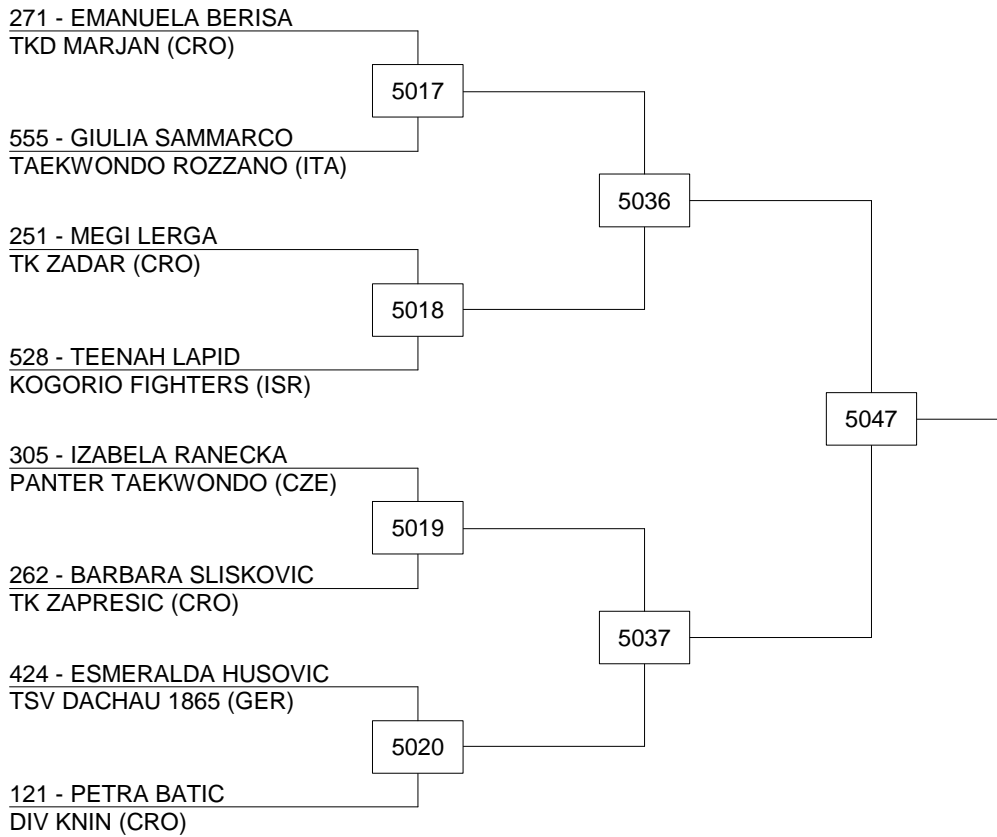 271 - EMANUELA BERISA
TKD MARJAN (CRO)
5017
555 - GIULIA SAMMARCO
TAEKWONDO ROZZANO (ITA)
5036
251 - MEGI LERGA
TK ZADAR (CRO)
5018
528 - TEENAH LAPID
KOGORIO FIGHTERS (ISR)
5047
305 - IZABELA RANECKA
PANTER TAEKWONDO (CZE)
5019
262 - BARBARA SLISKOVIC
TK ZAPRESIC (CRO)
5037
424 - ESMERALDA HUSOVIC
TSV DACHAU 1865 (GER)
5020
121 - PETRA BATIC
DIV KNIN (CRO)